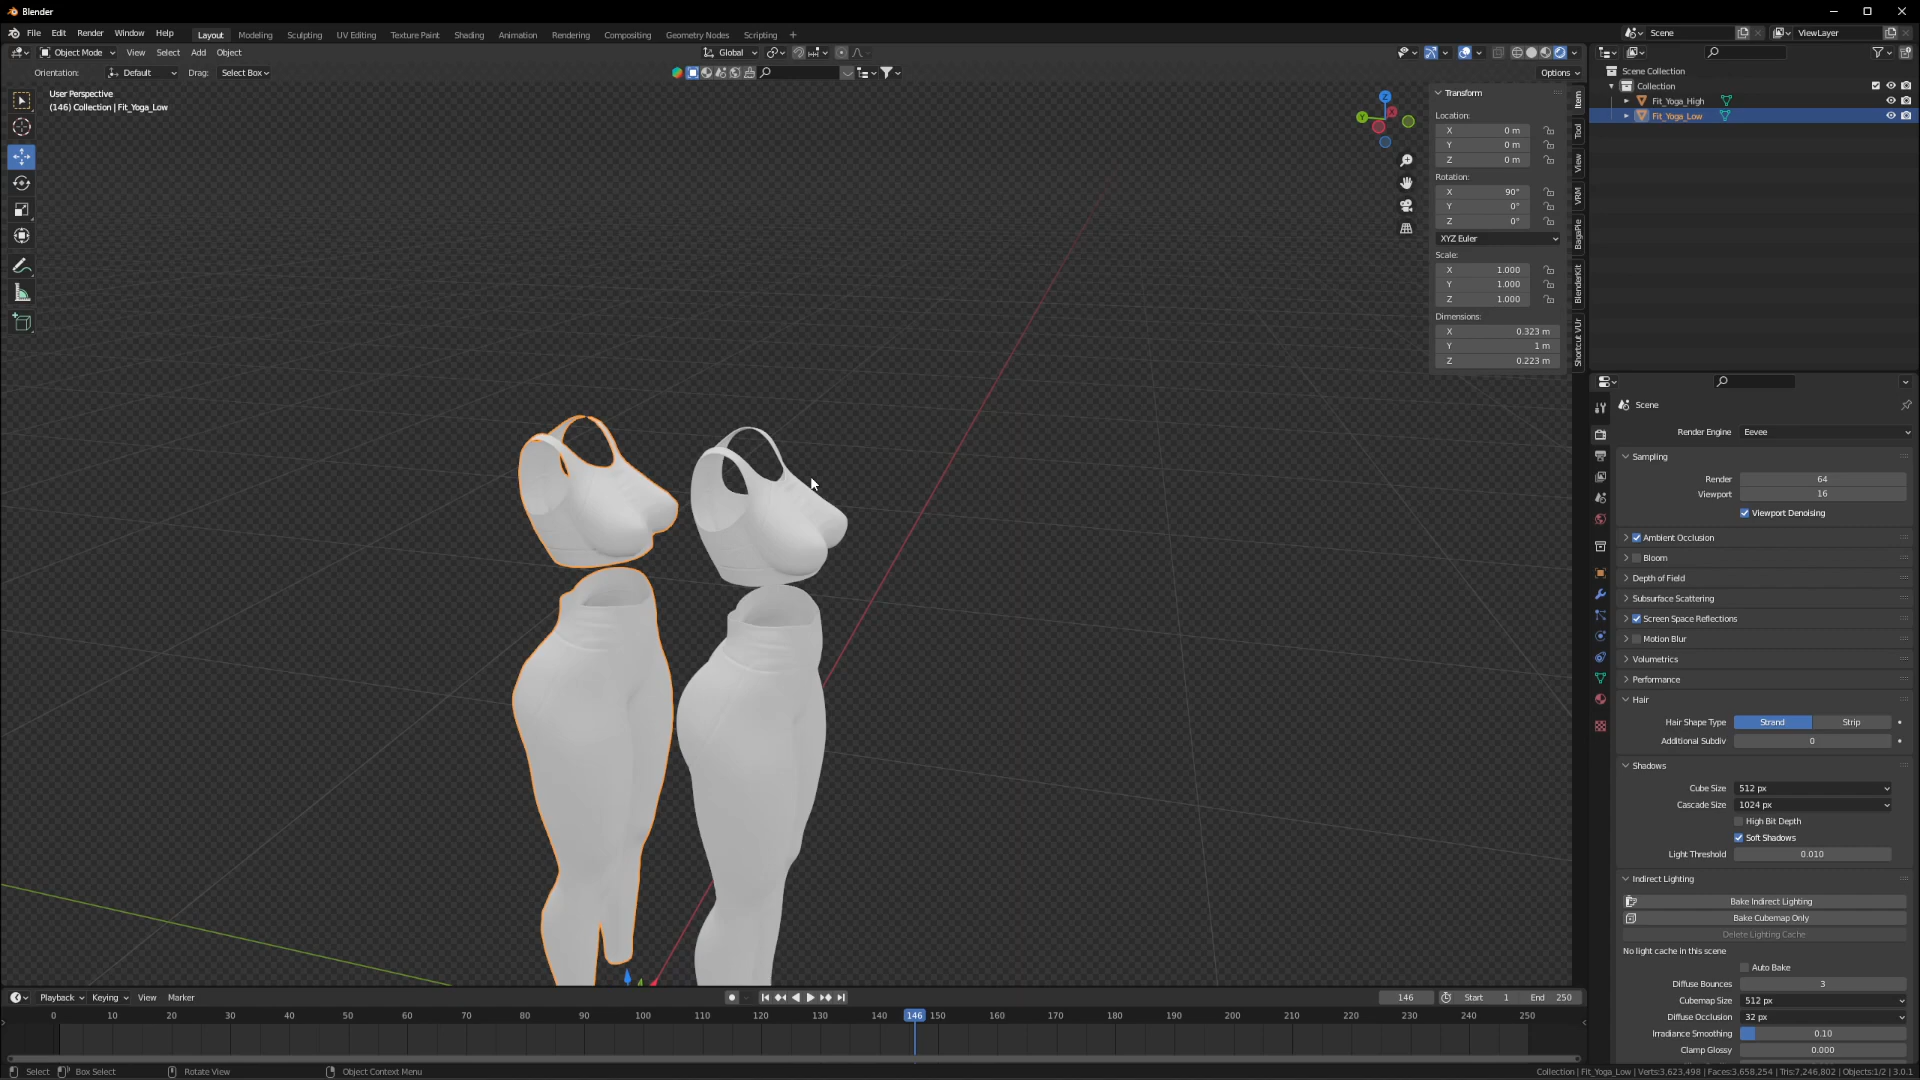 Blender
File Edit Render Window Help Layout Modeling Sculpting UV Editing Texture Paint Shading Animation Rendering Compositing Geometry Nodes Scripting + Scene ViewLayer
Object Mode View Select Add Object Global
Orientation: Default Drag: Select Box Options
User Perspective
(146) Collection | Fit_Yoga_Low
Transform
Location:
X 0 m
Y 0 m
Z 0 m
Rotation:
X 90°
Y 0°
Z 0°
XYZ Euler
Scale:
X 1.000
Y 1.000
Z 1.000
Dimensions:
X 0.323 m
Y 1 m
Z 0.223 m
Item
Tool
View
VRM
BagaPie
BlenderKit
Shortcut VUr
Z
Y
X
Scene Collection
Collection
Fit_Yoga_High
Fit_Yoga_Low
Scene
Render Engine Eevee
Sampling
Render 64
Viewport 16
Viewport Denoising
Ambient Occlusion
Bloom
Depth of Field
Subsurface Scattering
Screen Space Reflections
Motion Blur
Volumetrics
Performance
Hair
Hair Shape Type Strand Strip
Additional Subdiv 0
Shadows
Cube Size 512 px
Cascade Size 1024 px
High Bit Depth
Soft Shadows
Light Threshold 0.010
Indirect Lighting
Bake Indirect Lighting
Bake Cubemap Only
Delete Lighting Cache
No light cache in this scene
Auto Bake
Diffuse Bounces 3
Cubemap Size 512 px
Diffuse Occlusion 32 px
Irradiance Smoothing 0.10
Clamp Glossy 0.000
Playback Keying View Marker 146 Start 1 End 250
0 10 20 30 40 50 60 70 80 90 100 110 120 130 140 146 150 160 170 180 190 200 210 220 230 240 250
Select Box Select Rotate View Object Context Menu Collection | Fit_Yoga_Low | Verts:3,623,498 | Faces:3,658,254 | Tris:7,246,802 | Objects:1/2 | 3.0.1